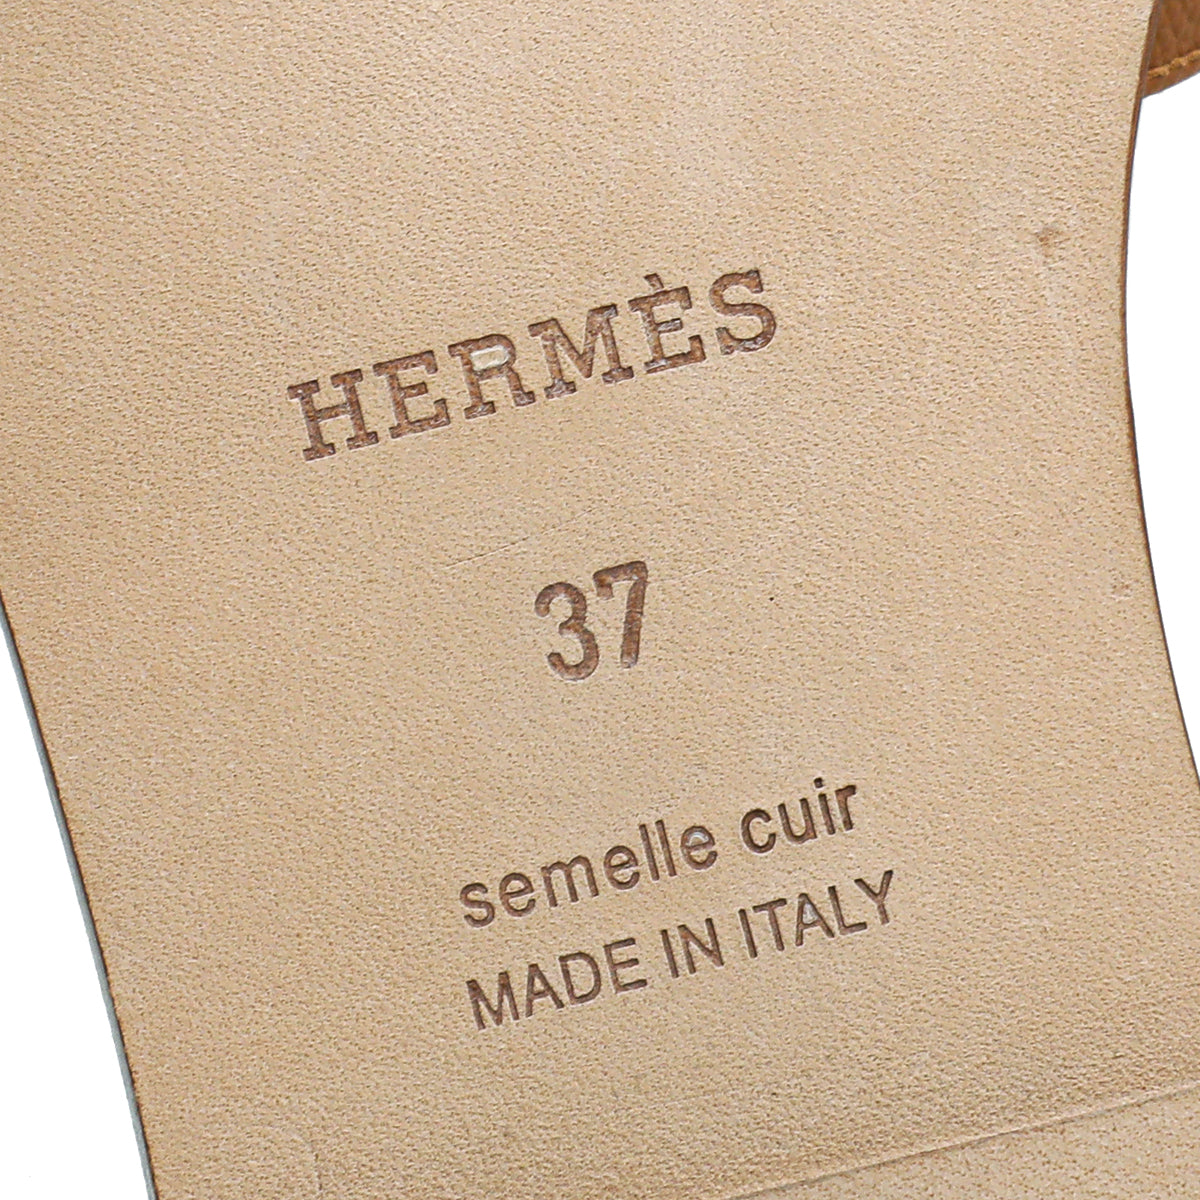 HERMÈS
37
semelle cuir
MADE IN ITALY